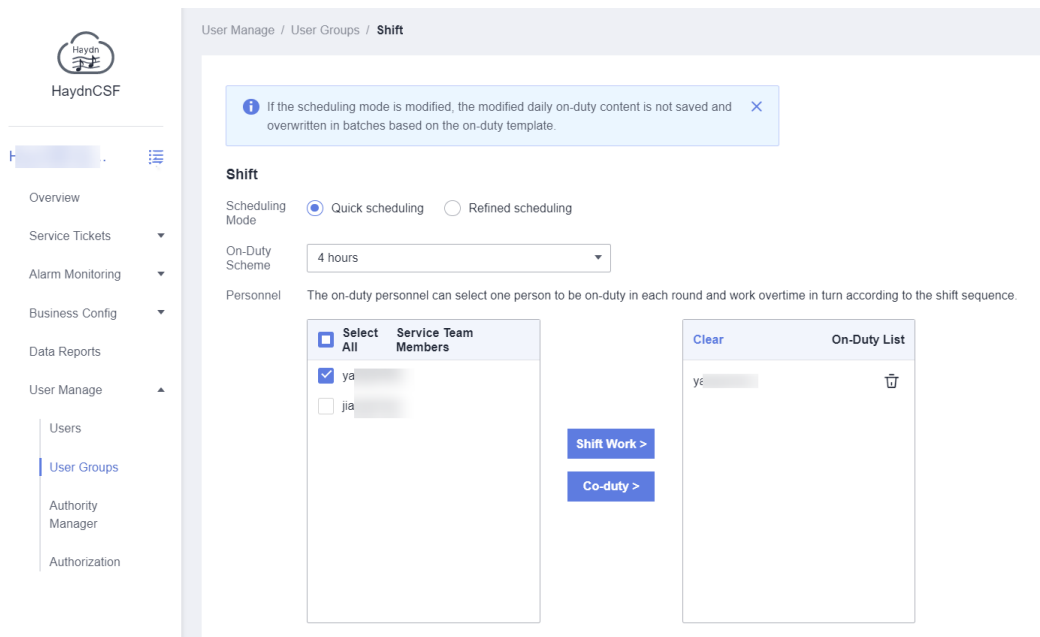 User Manage / User Groups / Shift
Haydn
HaydnCSF
Overview
Service Tickets
Alarm Monitoring
Business Config
Data Reports
User Manage
Users
User Groups
Authority
Manager
Authorization
If the scheduling mode is modified, the modified daily on-duty content is not saved and
overwritten in batches based on the on-duty template.
Shift
Scheduling
Mode
Quick scheduling
Refined scheduling
On-Duty
Scheme
4 hours
Personnel
The on-duty personnel can select one person to be on-duty in each round and work overtime in turn according to the shift sequence.
Select
All
Service Team
Members
Shift Work >
Co-duty >
Clear
On-Duty List